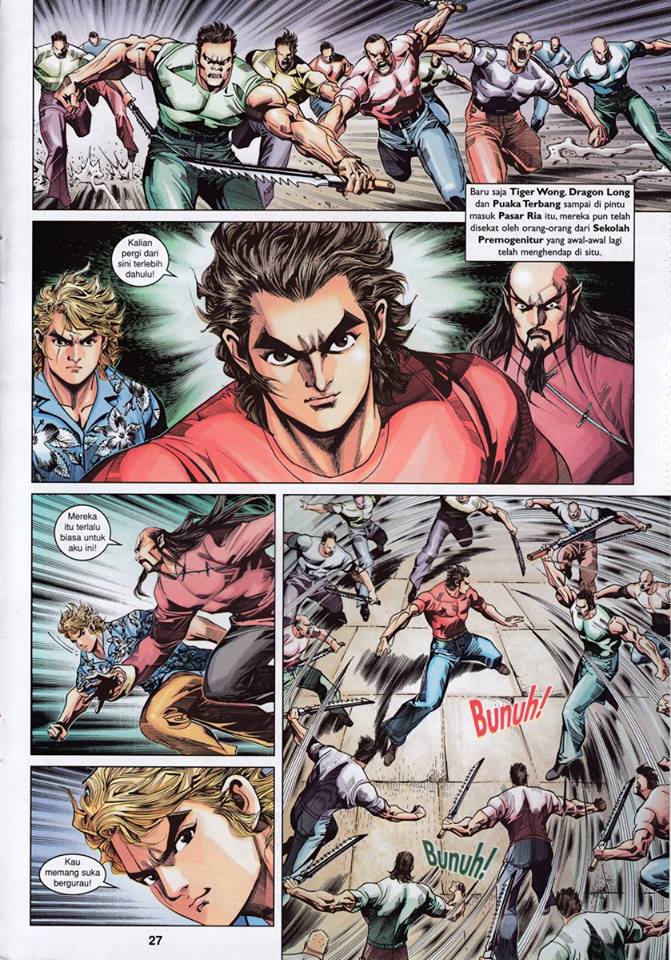 Baru saja Tiger Wong, Dragon Long
dan Puaka Terbang sampai di pintu
masuk Pasar Ria itu, mereka pun telah
disekat oleh orang-orang dari Sekolah
Premogenitur yang awal-awal lagi
telah menghendap di situ.
Kalian
pergi dari
sini terlebih
dahulu!
Mereka
itu terlalu
biasa untuk
aku ini!
Kau
memang suka
bergurau!
Bunuh!
Bunuh!
27